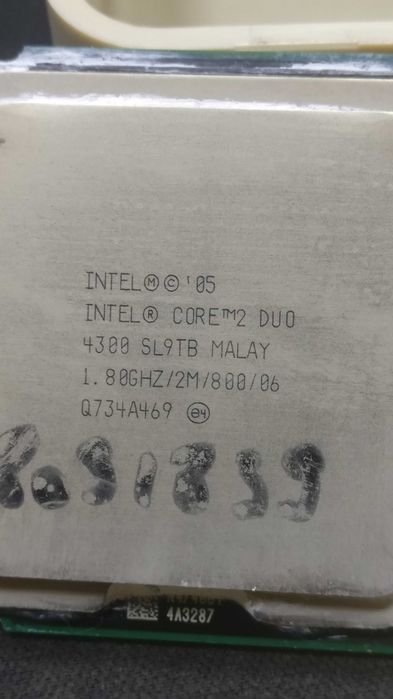 INTEL Ⓜ © '05
INTEL® CORE™2 DUO
4300 SL9TB MALAY
1.80GHZ/2M/800/06
Q734A469 e4
4A3287